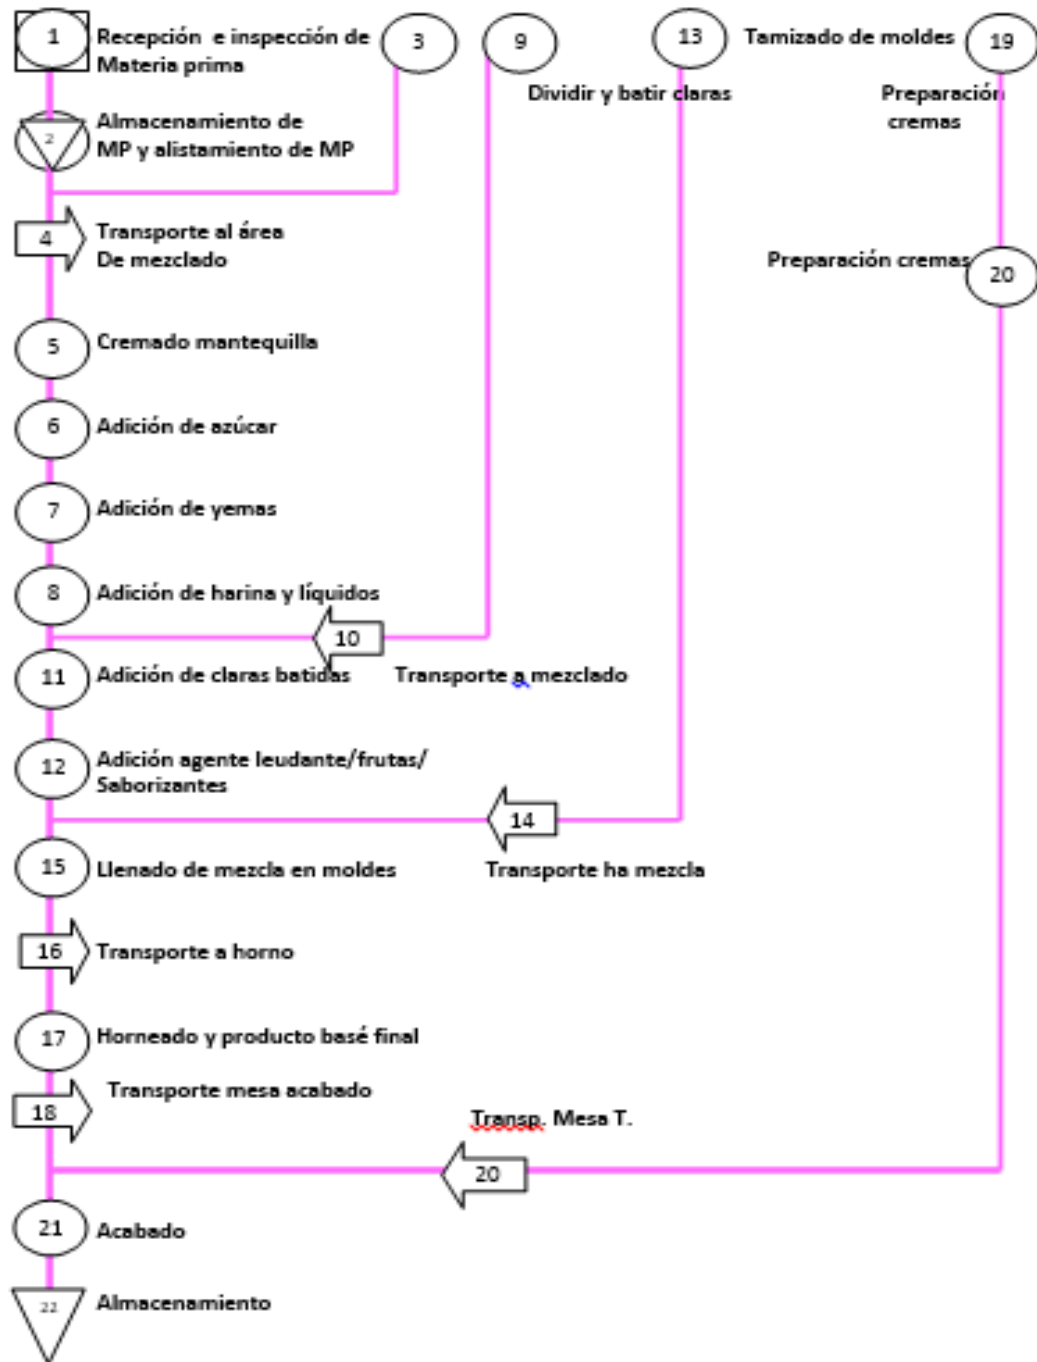 1
Recepción e inspección de
Materia prima
3
9
13
Tamizado de moldes
19
Dividir y batir claras
Preparación
cremas
2
Almacenamiento de
MP y alistamiento de MP
4
Transporte al área
De mezclado
Preparación cremas
20
5
Cremado mantequilla
6
Adición de azúcar
7
Adición de yemas
8
Adición de harina y líquidos
10
11
Adición de claras batidas
Transporte a mezclado
12
Adición agente leudante/frutas/
Saborizantes
14
15
Llenado de mezcla en moldes
Transporte ha mezcla
16
Transporte a horno
17
Horneado y producto basé final
18
Transporte mesa acabado
Transp. Mesa T.
20
21
Acabado
22
Almacenamiento